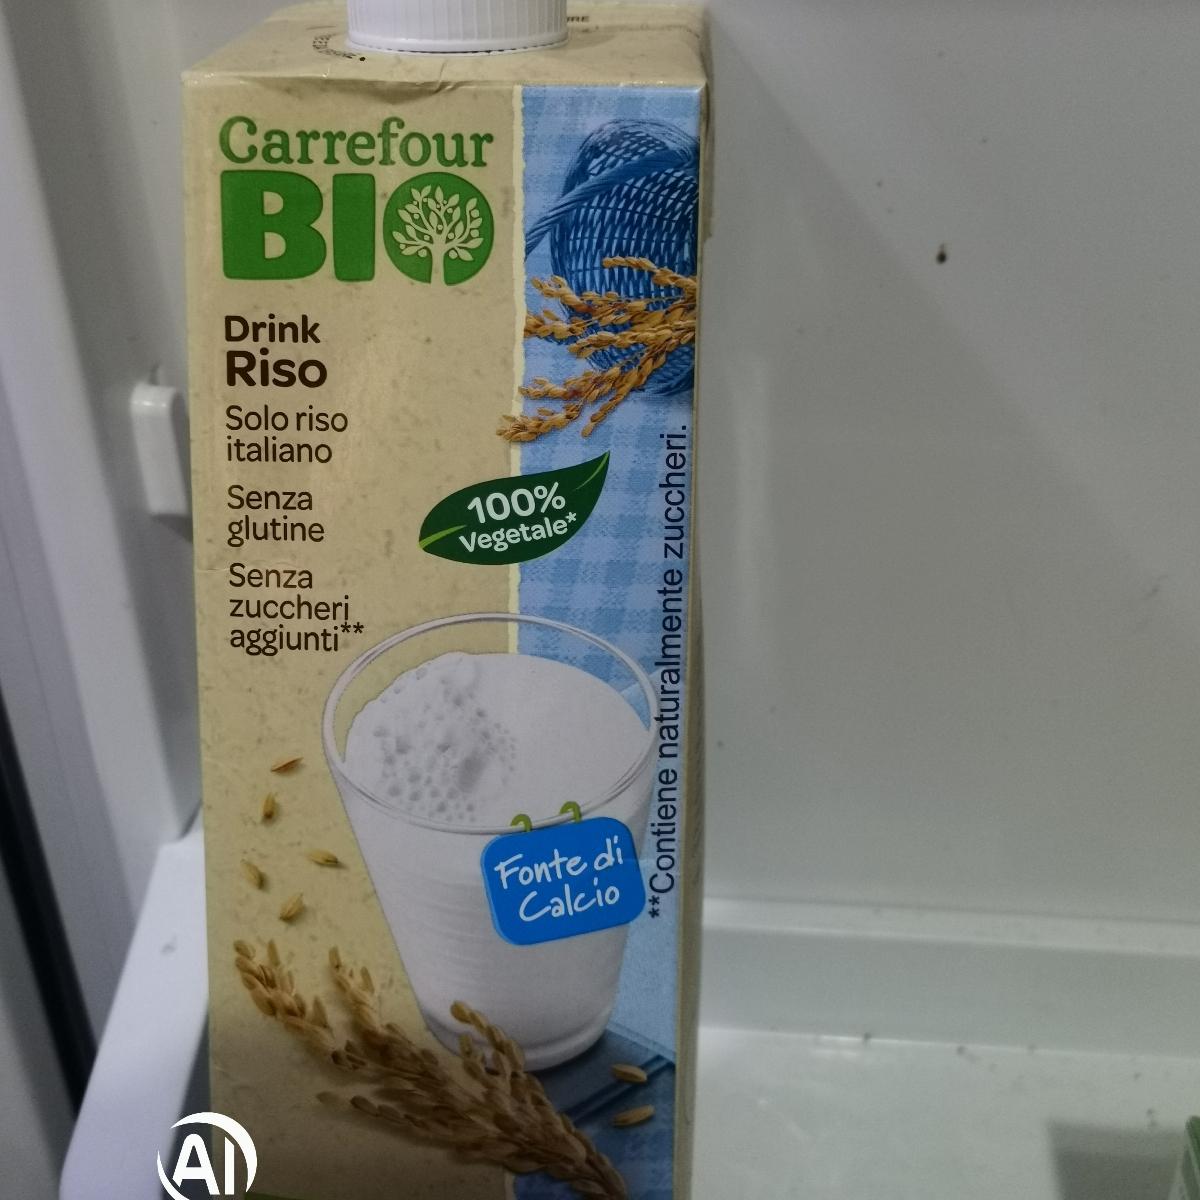 Carrefour
BIO
Drink
Riso
Solo riso
italiano
Senza
glutine
Senza
zuccheri
aggiunti**
100%
Vegetale*
Fonte di
Calcio
**Contiene naturalmente zuccheri.
AI